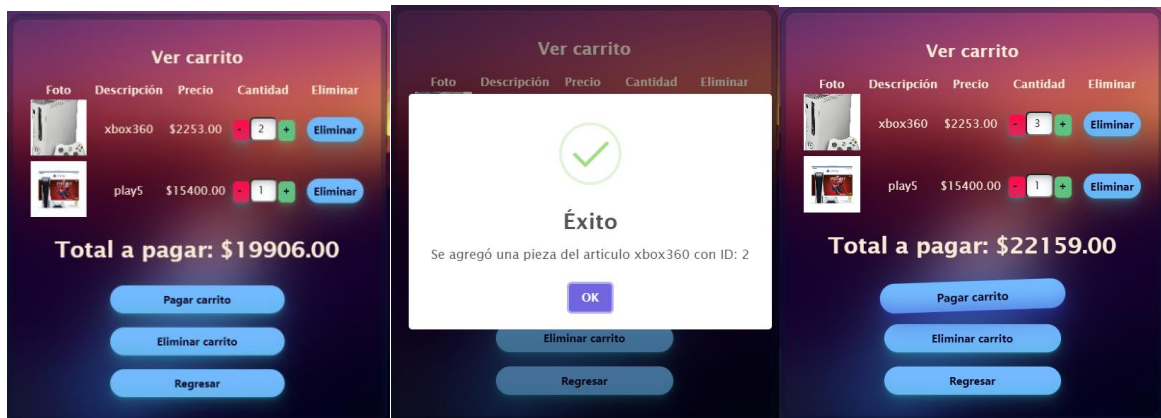 Ver carrito
Foto Descripción Precio Cantidad Eliminar
xbox360 $2253.00 - 2 + Eliminar
play5 $15400.00 - 1 + Eliminar
Total a pagar: $19906.00
Pagar carrito
Eliminar carrito
Regresar
Ver carrito
Foto Descripción Precio Cantidad Eliminar
Éxito
Se agregó una pieza del articulo xbox360 con ID: 2
OK
Eliminar carrito
Regresar
Ver carrito
Foto Descripción Precio Cantidad Eliminar
xbox360 $2253.00 - 3 + Eliminar
play5 $15400.00 - 1 + Eliminar
Total a pagar: $22159.00
Pagar carrito
Eliminar carrito
Regresar